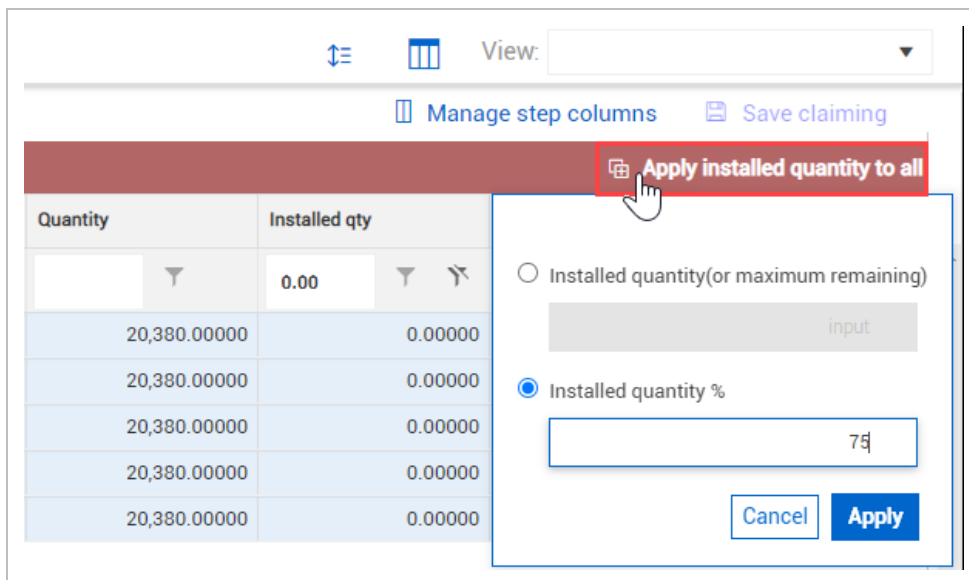 View:
Manage step columns Save claiming
Apply installed quantity to all
Quantity Installed qty
0.00
Installed quantity(or maximum remaining)
input
Installed quantity %
75
20,380.00000 0.00000
20,380.00000 0.00000
20,380.00000 0.00000
20,380.00000 0.00000
20,380.00000 0.00000
Cancel Apply